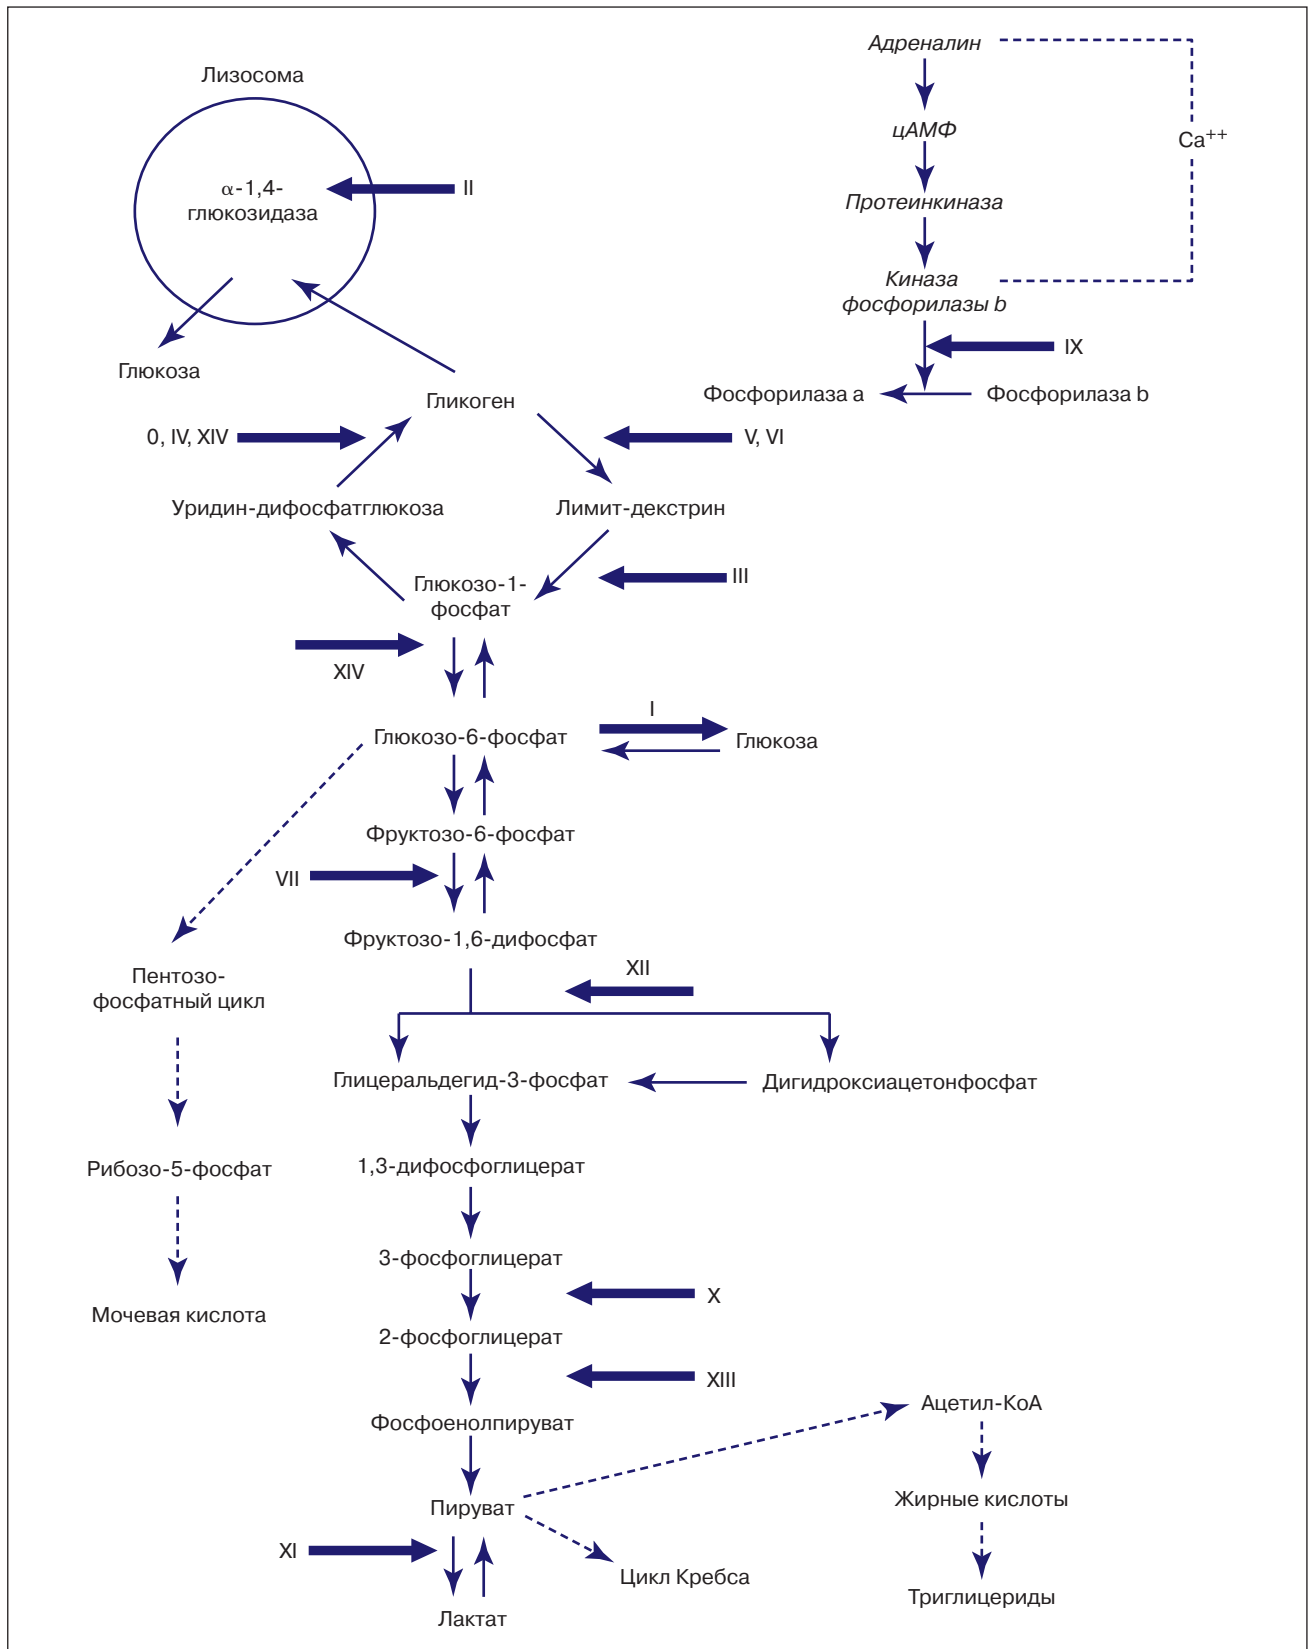 Адреналин
Лизосома
цАМФ
Ca++
α-1,4-
глюкозидаза
II
Протеинкиназа
Киназа
фосфорилазы b
IX
Глюкоза
Фосфорилаза a
Фосфорилаза b
Гликоген
0, IV, XIV
V, VI
Уридин-дифосфатглюкоза
Лимит-декстрин
III
Глюкозо-1-
фосфат
XIV
I
Глюкозо-6-фосфат
Глюкоза
Фруктозо-6-фосфат
VII
Фруктозо-1,6-дифосфат
XII
Пентозо-
фосфатный цикл
Глицеральдегид-3-фосфат
Дигидроксиацетонфосфат
Рибозо-5-фосфат
1,3-дифосфоглицерат
3-фосфоглицерат
X
Мочевая кислота
2-фосфоглицерат
XIII
Ацетил-КоА
Фосфоенолпируват
Жирные кислоты
Пируват
XI
Цикл Кребса
Триглицериды
Лактат